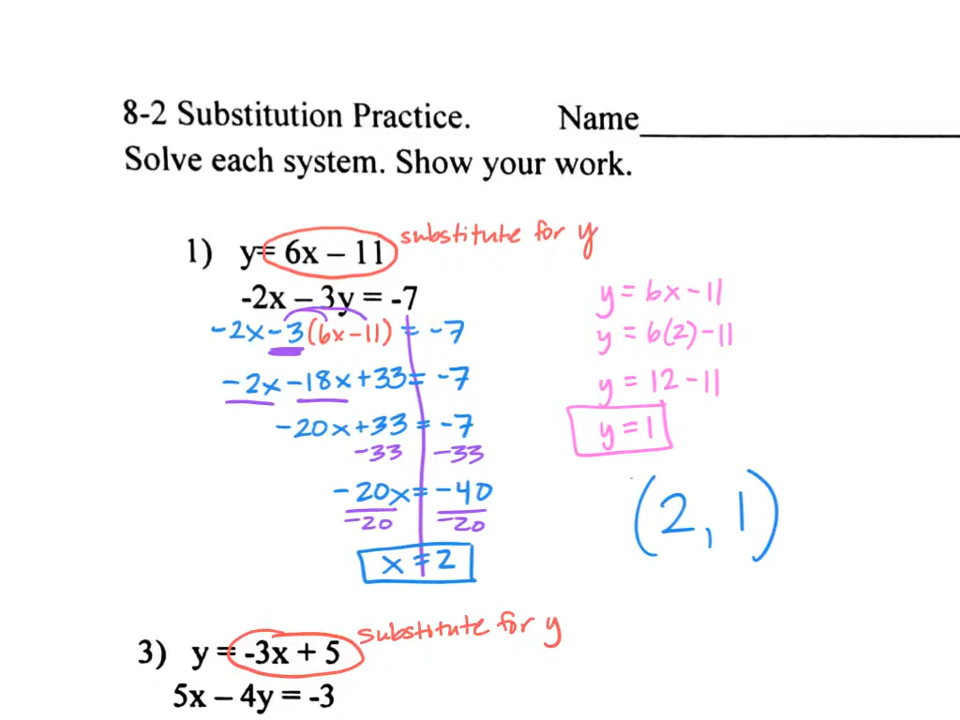 8-2 Substitution Practice. Name
Solve each system. Show your work.
1) y= 6x – 11 substitute for y
-2x – 3y = -7
-2x-3(6x-11) = -7
-2x-18x+33= -7
-20x+33 = -7
-33 -33
-20x= -40
-20 -20
x = 2
y = 6x-11
y = 6(2)-11
y = 12-11
y = 1
(2, 1)
3) y = -3x + 5 substitute for y
5x – 4y = -3